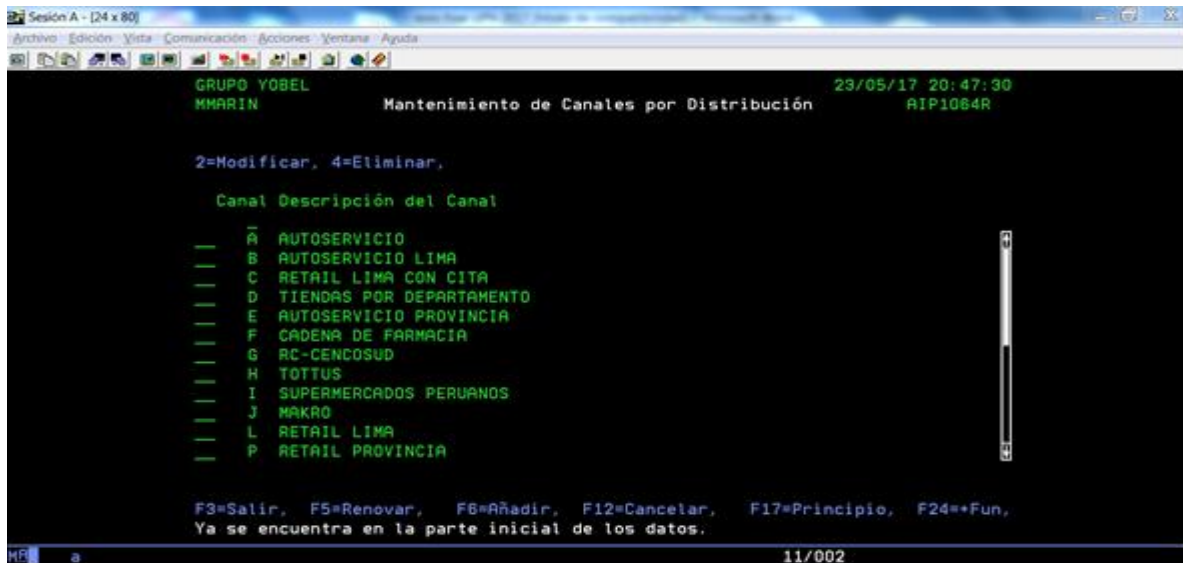 Sesión A - [24 x 80]
Archivo Edición Vista Comunicación Acciones Ventana Ayuda
GRUPO YOBEL 23/05/17 20:47:30
MMARIN Mantenimiento de Canales por Distribución AIP1064R
2=Modificar, 4=Eliminar,
Canal Descripción del Canal
A AUTOSERVICIO
B AUTOSERVICIO LIMA
C RETAIL LIMA CON CITA
D TIENDAS POR DEPARTAMENTO
E AUTOSERVICIO PROVINCIA
F CADENA DE FARMACIA
G RC-CENCOSUD
H TOTTUS
I SUPERMERCADOS PERUANOS
J MAKRO
L RETAIL LIMA
P RETAIL PROVINCIA
F3=Salir, F5=Renovar, F6=Añadir, F12=Cancelar, F17=Principio, F24=+Fun,
Ya se encuentra en la parte inicial de los datos.
MA a 11/002